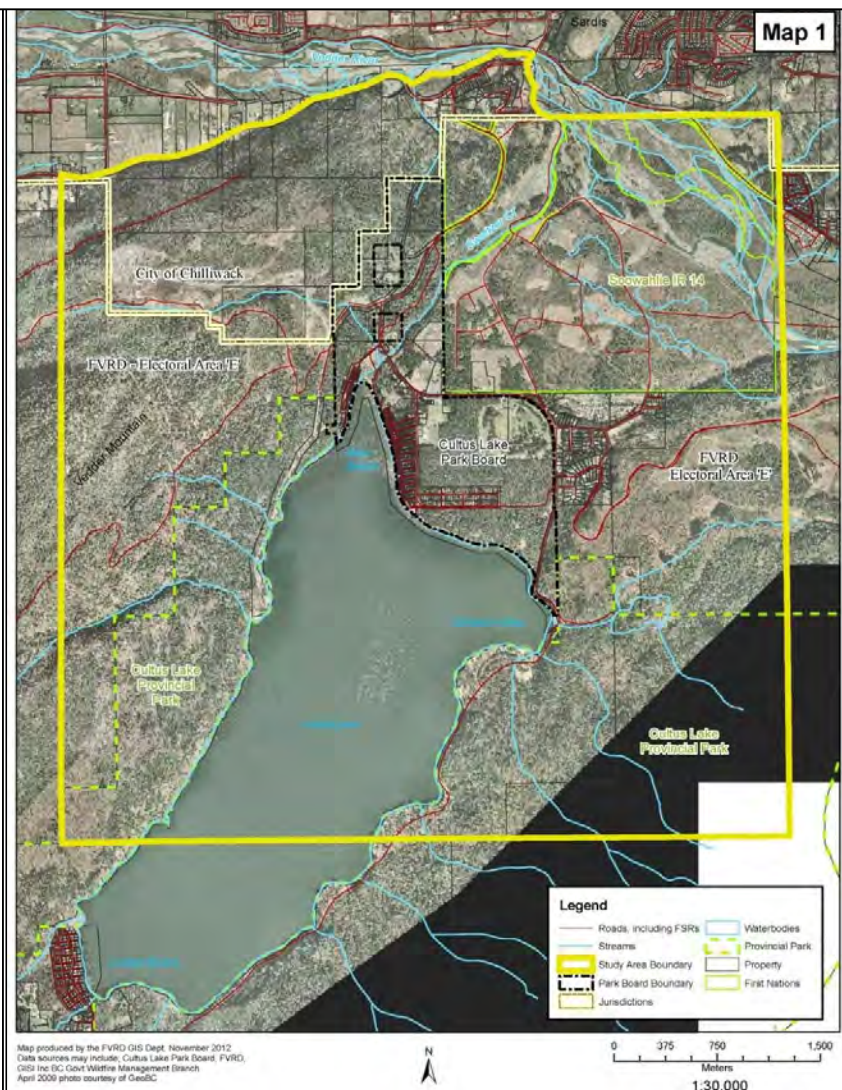 Map 1
Sardis
Vedder River
City of Chilliwack
Soowahlie IR 14
FVRD - Electoral Area 'E'
Vedder Mountain
Cultus Lake
Park Board
FVRD
Electoral Area 'E'
Cultus Lake
Provincial
Park
Cultus Lake
Provincial Park
Legend
Roads, including FSRs
Streams
Study Area Boundary
Park Board Boundary
Jurisdictions
Waterbodies
Provincial Park
Property
First Nations
Map produced by the FVRD GIS Dept. November 2012
Data sources may include; Cultus Lake Park Board, FVRD,
GISI Inc BC Govt Wildfire Management Branch
April 2009 photo courtesy of GeoBC
N
0 375 750 1,500
Meters
1:30,000